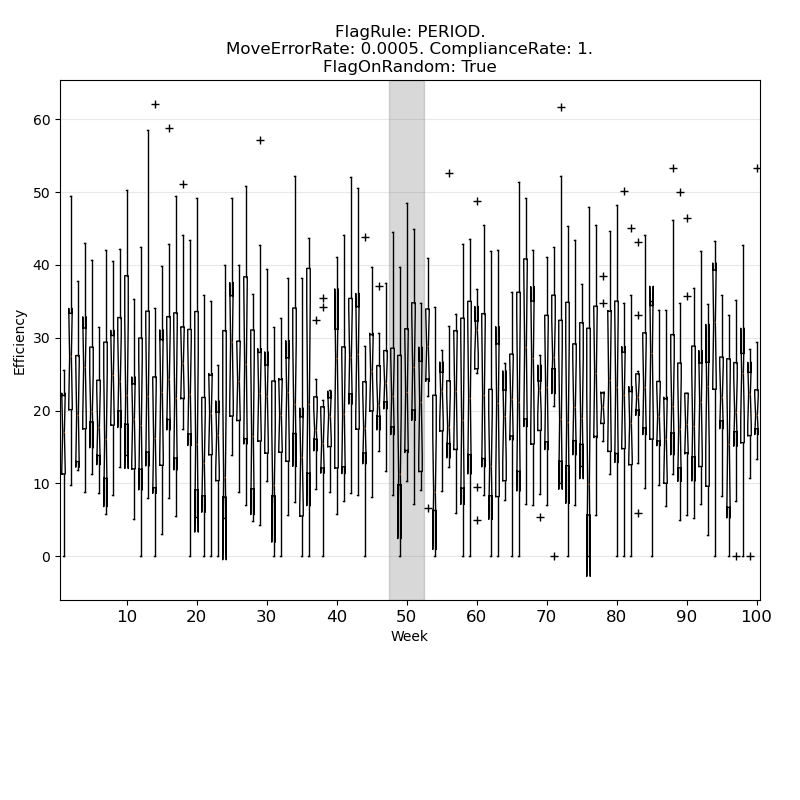 FlagRule: PERIOD.
MoveErrorRate: 0.0005. ComplianceRate: 1.
FlagOnRandom: True
Efficiency
60
50
40
30
20
10
0
10 20 30 40 50 60 70 80 90 100
Week